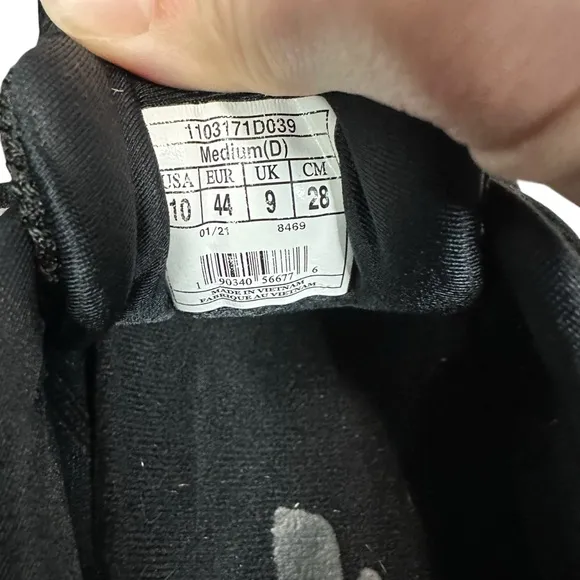 1103171D039
Medium(D)
USA EUR UK CM
10 44 9 28
01/21 8469
1 90340 56677 6
MADE IN VIETNAM
FABRIQUE AU VIETNAM